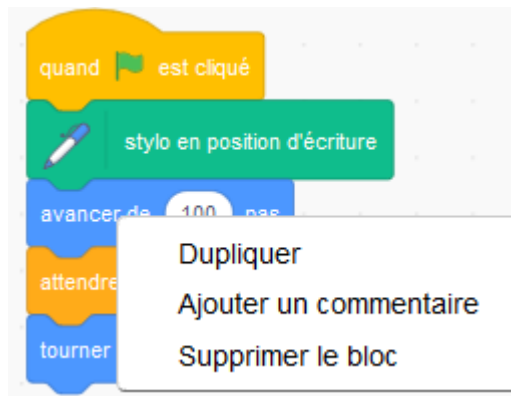 quand est cliqué
stylo en position d'écriture
avancer de 100 pas
Dupliquer
attendre
Ajouter un commentaire
tourner
Supprimer le bloc